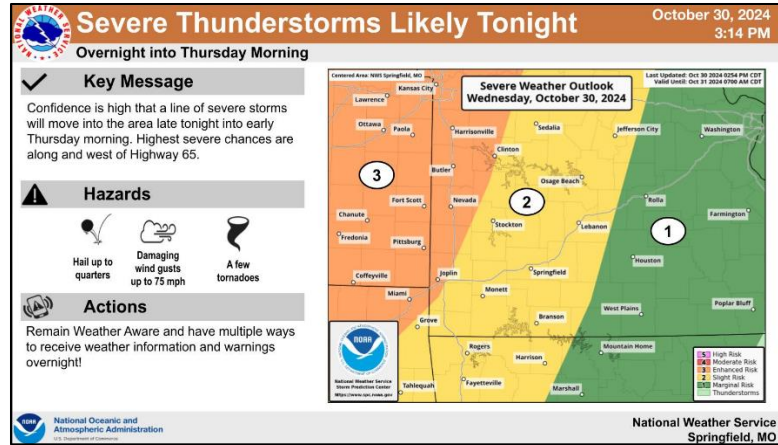 NATIONAL WEATHER SERVICE
Severe Thunderstorms Likely Tonight
October 30, 2024
3:14 PM
Overnight into Thursday Morning
Key Message
Confidence is high that a line of severe storms
will move into the area late tonight into early
Thursday morning. Highest severe chances are
along and west of Highway 65.
Hazards
Hail up to
quarters
Damaging
wind gusts
up to 75 mph
A few
tornadoes
Actions
Remain Weather Aware and have multiple ways
to receive weather information and warnings
overnight!
Centered Area: NWS Springfield, MO
Severe Weather Outlook
Wednesday, October 30, 2024
Last Updated: Oct 30 2024 0254 PM CDT
Valid Until: Oct 31 2024 0700 AM CDT
Kansas City
Lawrence
Ottawa
Paola
Harrisonville
Sedalia
Jefferson City
Washington
Clinton
Butler
3
Osage Beach
Fort Scott
Nevada
2
Rolla
Chanute
Stockton
Farmington
Lebanon
1
Fredonia
Pittsburg
Houston
Coffeyville
Joplin
Springfield
Miami
Monett
West Plains
Poplar Bluff
Grove
Branson
Rogers
Harrison
Mountain Home
Tahlequah
Fayetteville
Marshall
NOAA
National Weather Service
Storm Prediction Center
https://www.spc.noaa.gov
5 High Risk
4 Moderate Risk
3 Enhanced Risk
2 Slight Risk
1 Marginal Risk
Thunderstorms
NOAA
National Oceanic and
Atmospheric Administration
U.S. Department of Commerce
National Weather Service
Springfield, MO